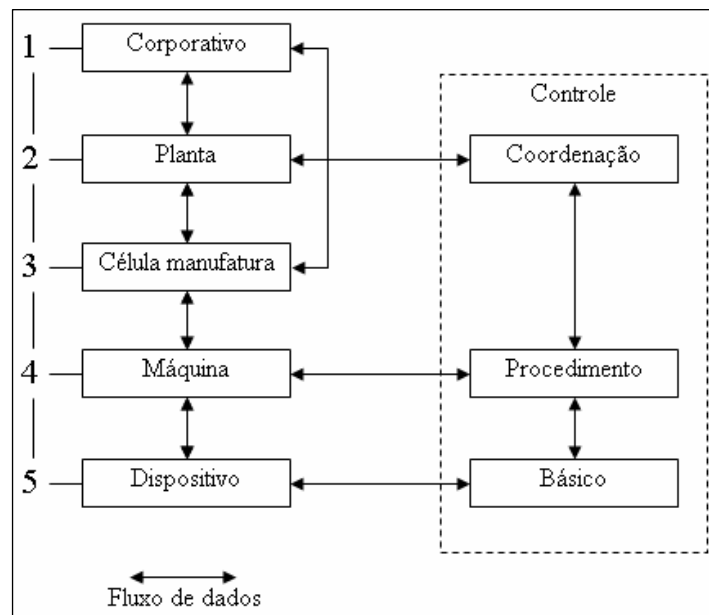 1
Corporativo
Controle
2
Planta
Coordenação
3
Célula manufatura
4
Máquina
Procedimento
5
Dispositivo
Básico
Fluxo de dados